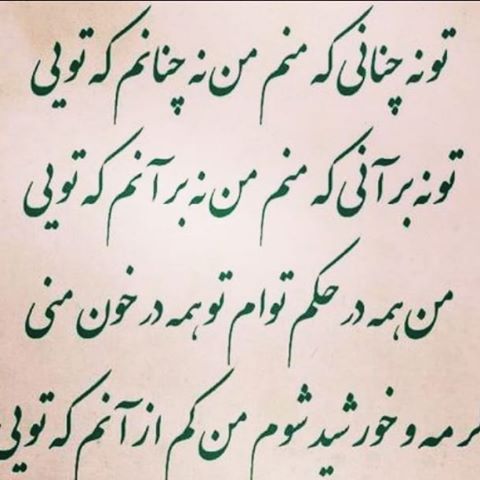 تو نه چنانی که منم من نه چنانم که تویی
تو نه بر آنی که منم من نه بر آنم که تویی
من همه در حکم توام تو همه در خون منی
گر مه و خورشید شوم من کم از آنم که تویی